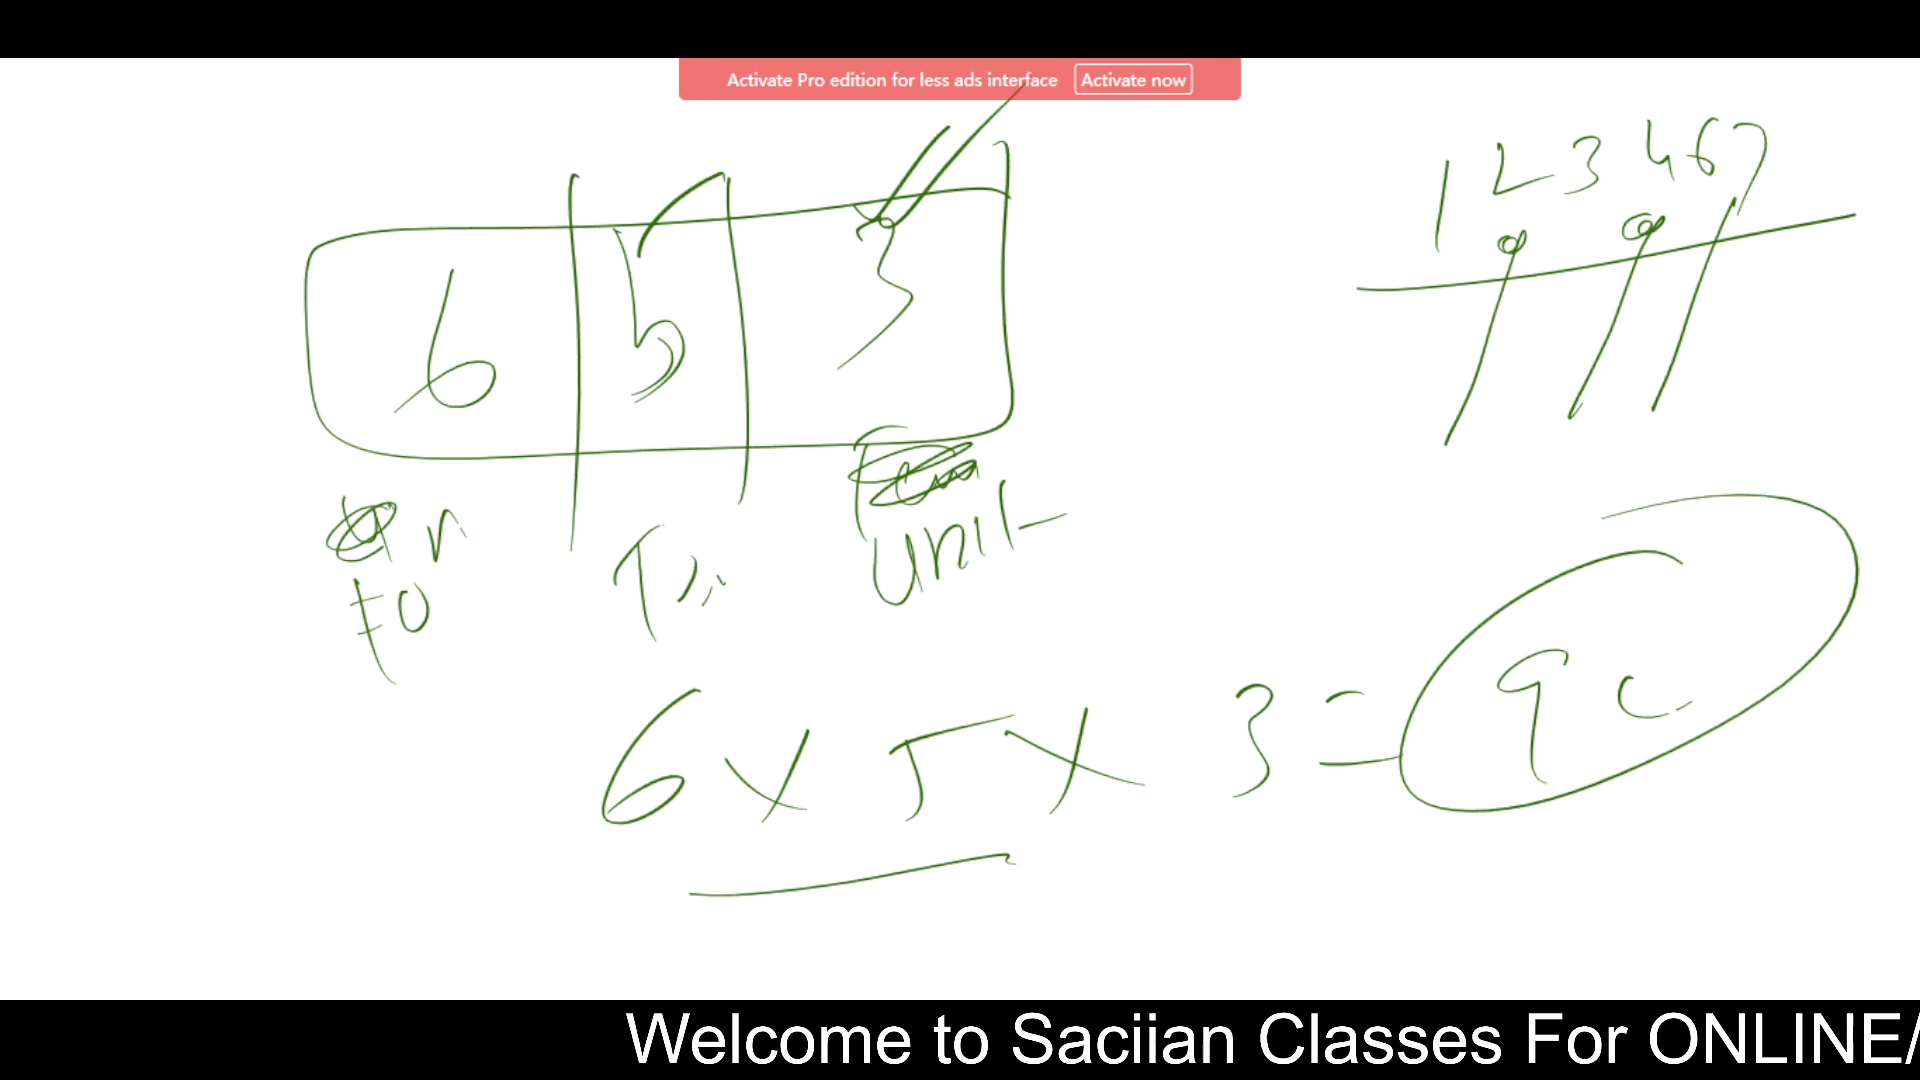 Activate Pro edition for less ads interface Activate now
1 2 3 4 6 7
6 5 3
unit
6 x 5 x 3 = 90
Welcome to Saciian Classes For ONLINE/